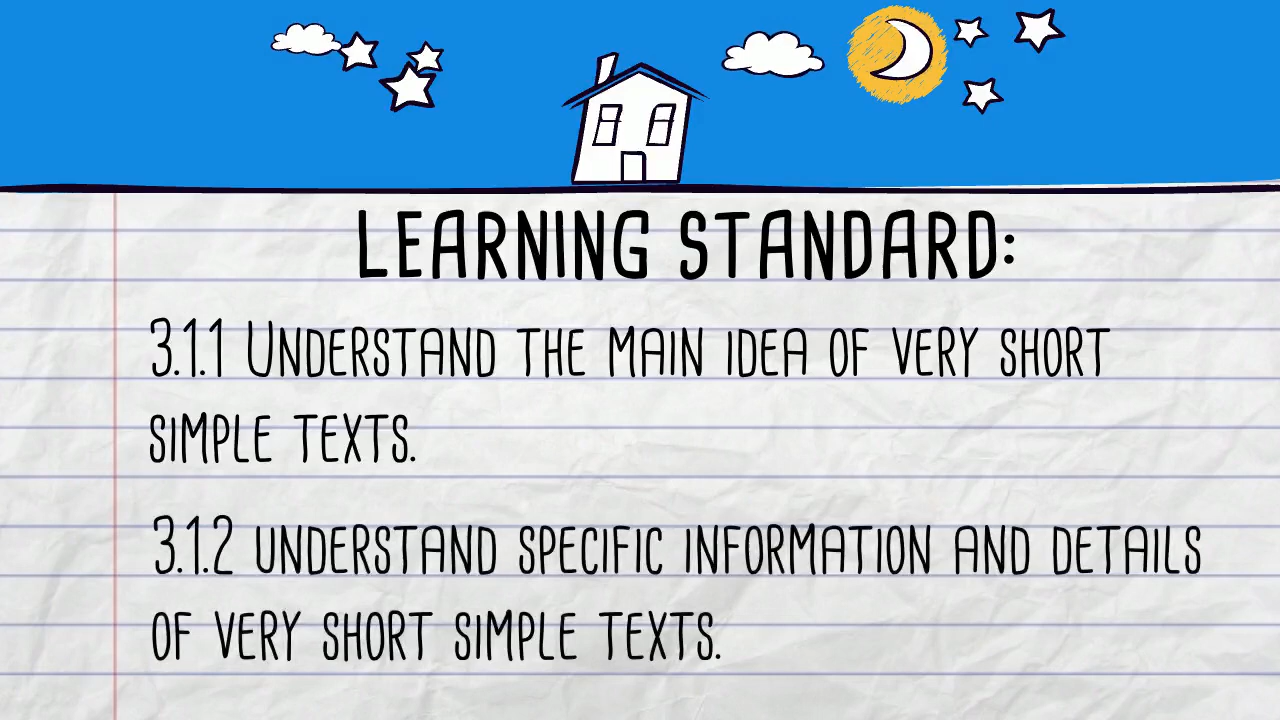 LEARNING STANDARD:
3.1.1 UNDERSTAND THE MAIN IDEA OF VERY SHORT
SIMPLE TEXTS.
3.1.2 UNDERSTAND SPECIFIC INFORMATION AND DETAILS
OF VERY SHORT SIMPLE TEXTS.